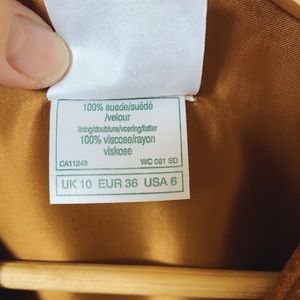 100% suede/suédé
/velour
lining/doublure/voering/futter
100% viscose/rayon
viskose
CA11249 WC 081 SD
UK 10 EUR 36 USA 6